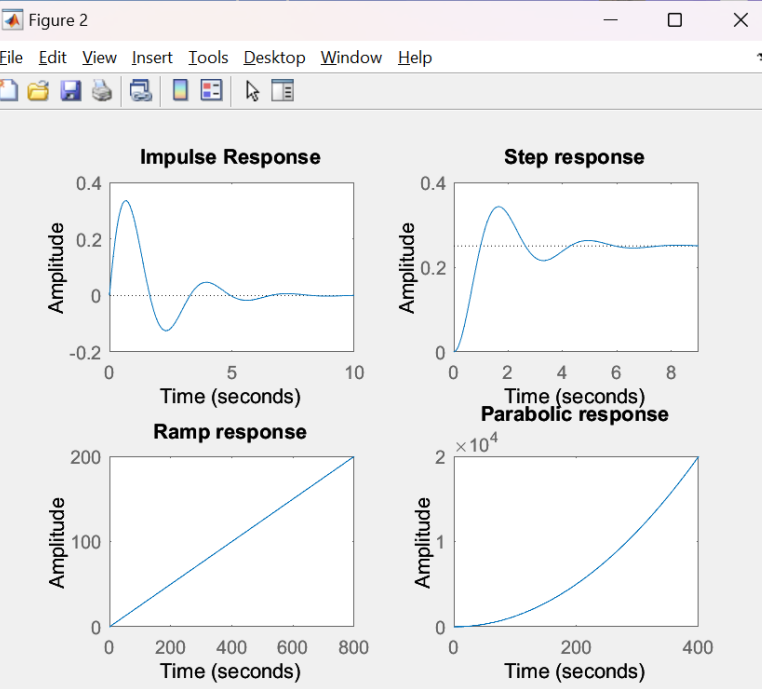 Figure 2
File Edit View Insert Tools Desktop Window Help
Impulse Response
0.4
0.2
0
-0.2
Amplitude
0 5 10
Time (seconds)
Step response
0.4
0.2
0
Amplitude
0 2 4 6 8
Time (seconds)
Ramp response
200
100
0
Amplitude
0 200 400 600 800
Time (seconds)
Parabolic response
×10⁴
2
1
0
Amplitude
0 200 400
Time (seconds)